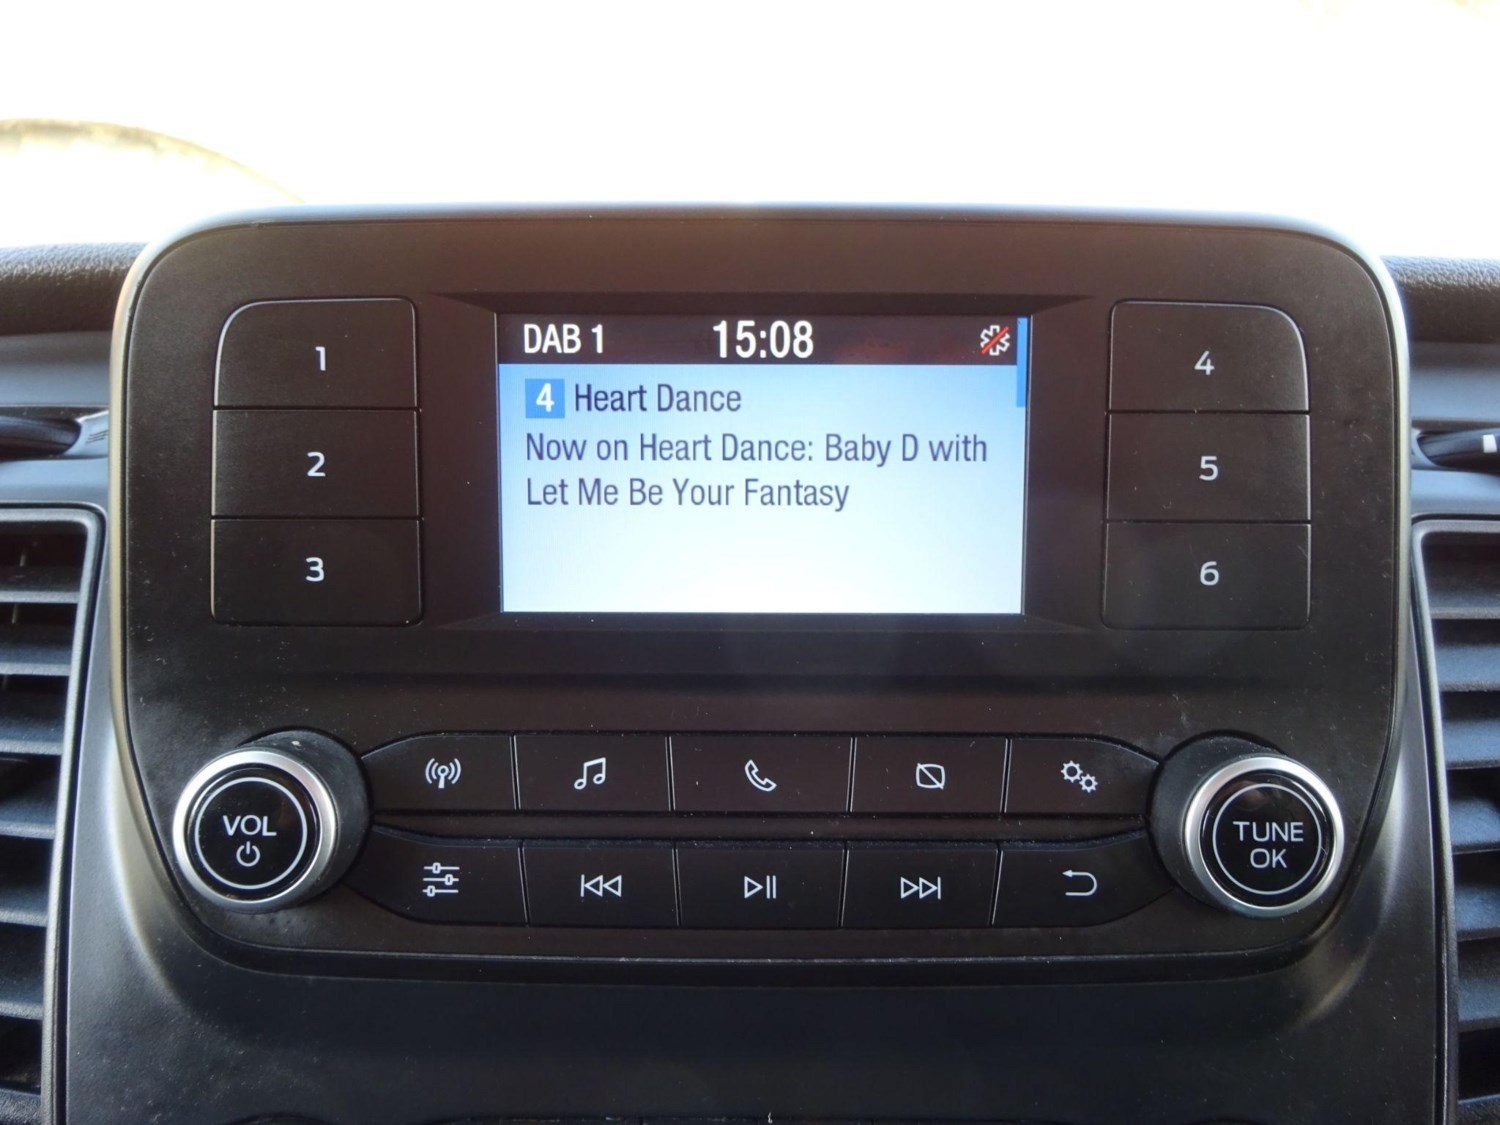 DAB 1 15:08
4 Heart Dance
Now on Heart Dance: Baby D with
Let Me Be Your Fantasy
1
2
3
4
5
6
VOL
TUNE
OK